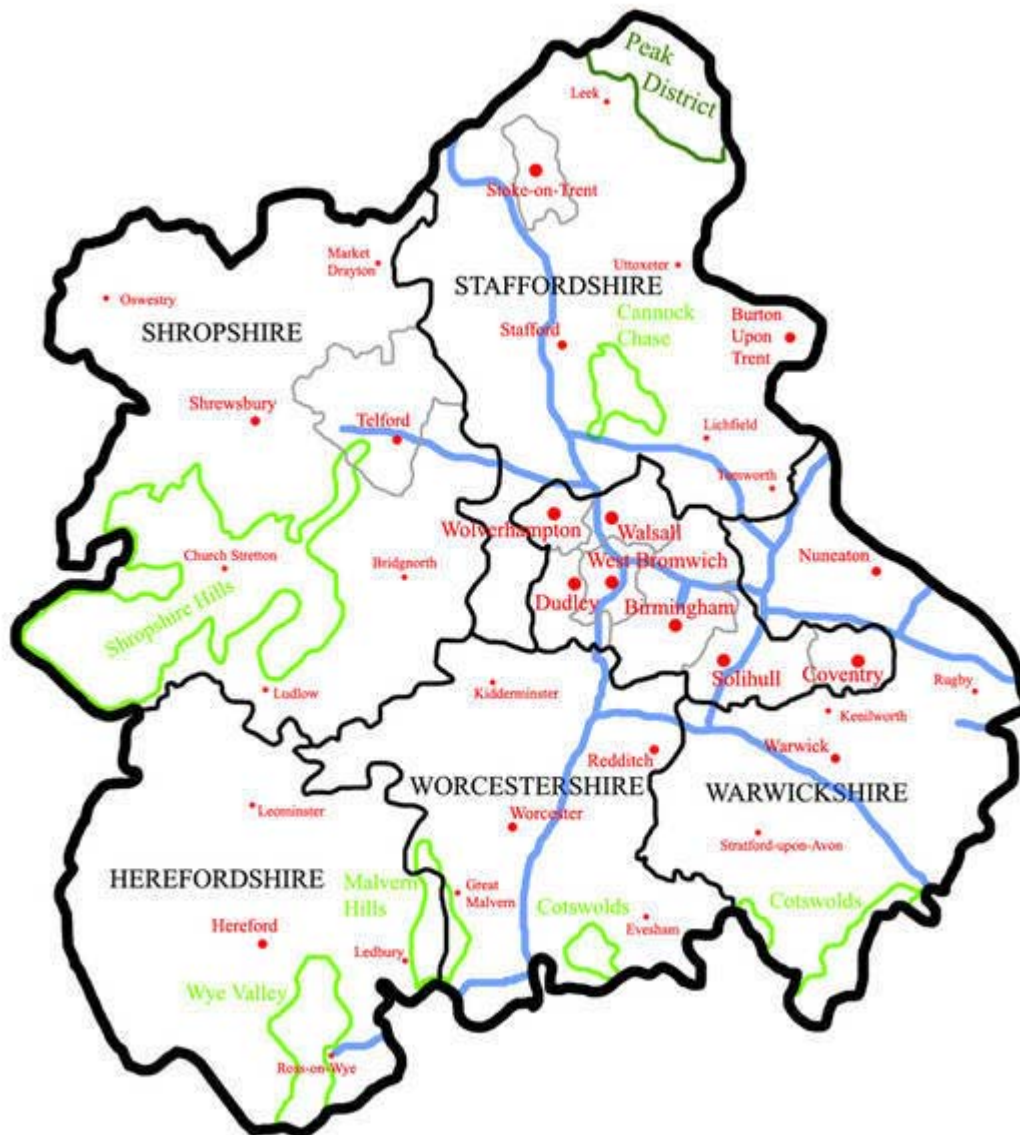 Peak
District
Leek
Stoke-on-Trent
Market
Drayton
Uttoxeter
Oswestry
STAFFORDSHIRE
SHROPSHIRE
Cannock
Chase
Burton
Upon
Trent
Stafford
Shrewsbury
Telford
Lichfield
Tamworth
Wolverhampton
Walsall
Church Stretton
Bridgnorth
West Bromwich
Nuneaton
Shropshire Hills
Dudley
Birmingham
Solihull
Coventry
Rugby
Ludlow
Kidderminster
Kenilworth
Redditch
Warwick
WORCESTERSHIRE
WARWICKSHIRE
Leominster
Worcester
Stratford-upon-Avon
HEREFORDSHIRE
Malvern
Hills
Great
Malvern
Cotswolds
Cotswolds
Evesham
Hereford
Ledbury
Wye Valley
Ross-on-Wye